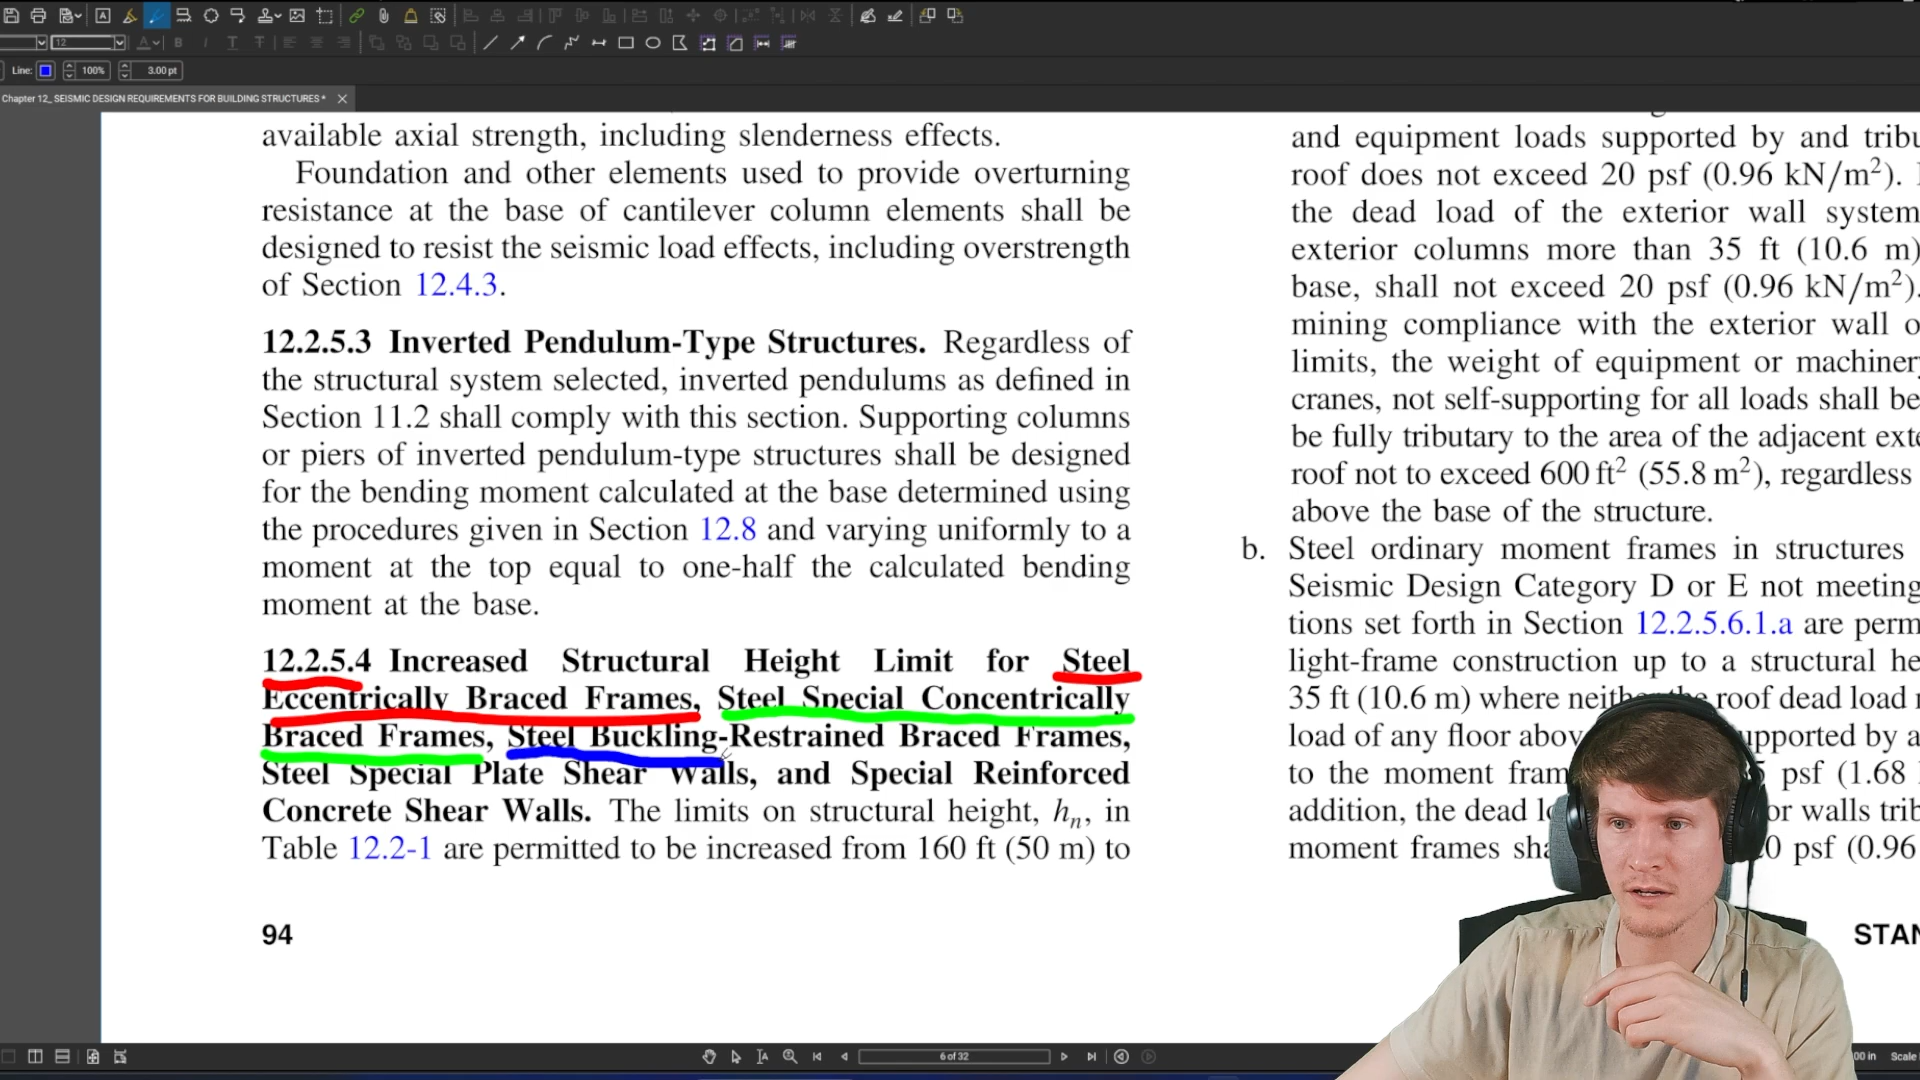 12
Line:
100%
3.00 pt
Chapter 12_ SEISMIC DESIGN REQUIREMENTS FOR BUILDING STRUCTURES *
available axial strength, including slenderness effects.
Foundation and other elements used to provide overturning
resistance at the base of cantilever column elements shall be
designed to resist the seismic load effects, including overstrength
of Section 12.4.3.
12.2.5.3 Inverted Pendulum-Type Structures. Regardless of
the structural system selected, inverted pendulums as defined in
Section 11.2 shall comply with this section. Supporting columns
or piers of inverted pendulum-type structures shall be designed
for the bending moment calculated at the base determined using
the procedures given in Section 12.8 and varying uniformly to a
moment at the top equal to one-half the calculated bending
moment at the base.
12.2.5.4 Increased Structural Height Limit for Steel
Eccentrically Braced Frames, Steel Special Concentrically
Braced Frames, Steel Buckling-Restrained Braced Frames,
Steel Special Plate Shear Walls, and Special Reinforced
Concrete Shear Walls. The limits on structural height, hn, in
Table 12.2-1 are permitted to be increased from 160 ft (50 m) to
94
and equipment loads supported by and tribu
roof does not exceed 20 psf (0.96 kN/m²).
the dead load of the exterior wall system
exterior columns more than 35 ft (10.6 m)
base, shall not exceed 20 psf (0.96 kN/m²).
mining compliance with the exterior wall o
limits, the weight of equipment or machinery
cranes, not self-supporting for all loads shall be
be fully tributary to the area of the adjacent exte
roof not to exceed 600 ft² (55.8 m²), regardless
above the base of the structure.
b. Steel ordinary moment frames in structures
Seismic Design Category D or E not meeting
tions set forth in Section 12.2.5.6.1.a are perm
light-frame construction up to a structural he
35 ft (10.6 m) where neither the roof dead load
load of any floor abov upported by a
to the moment fram psf (1.68
addition, the dead lo or walls trib
moment frames sha 0 psf (0.96
STAN
6 of 32
00 in Scale